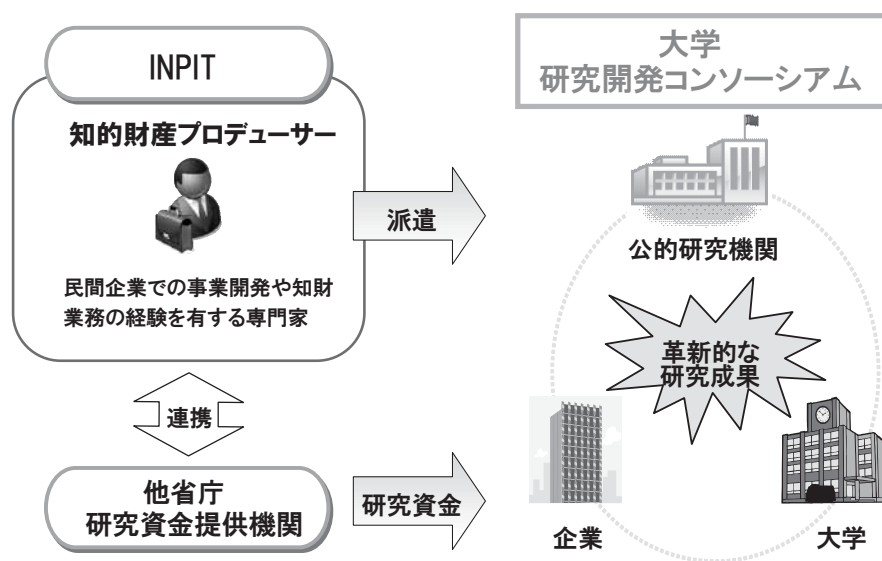 INPIT
知的財産プロデューサー
民間企業での事業開発や知財
業務の経験を有する専門家
派遣
連携
他省庁
研究資金提供機関
研究資金
大学
研究開発コンソーシアム
公的研究機関
革新的な
研究成果
企業
大学